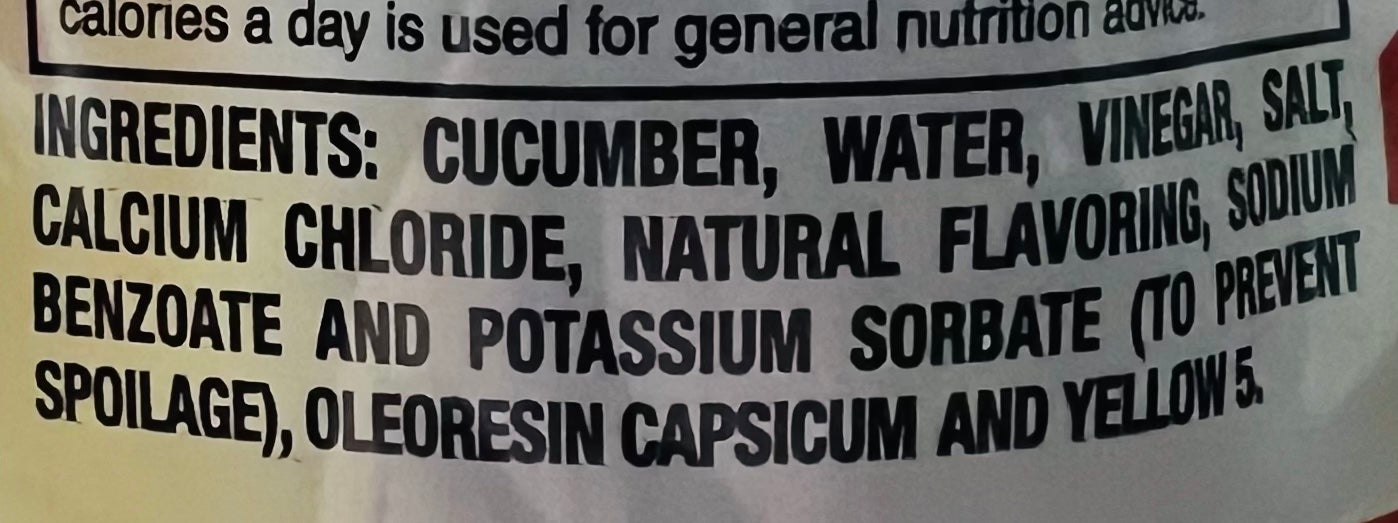 calories a day is used for general nutrition advice.
INGREDIENTS: CUCUMBER, WATER, VINEGAR, SALT,
CALCIUM CHLORIDE, NATURAL FLAVORING, SODIUM
BENZOATE AND POTASSIUM SORBATE (TO PREVENT
SPOILAGE), OLEORESIN CAPSICUM AND YELLOW 5.